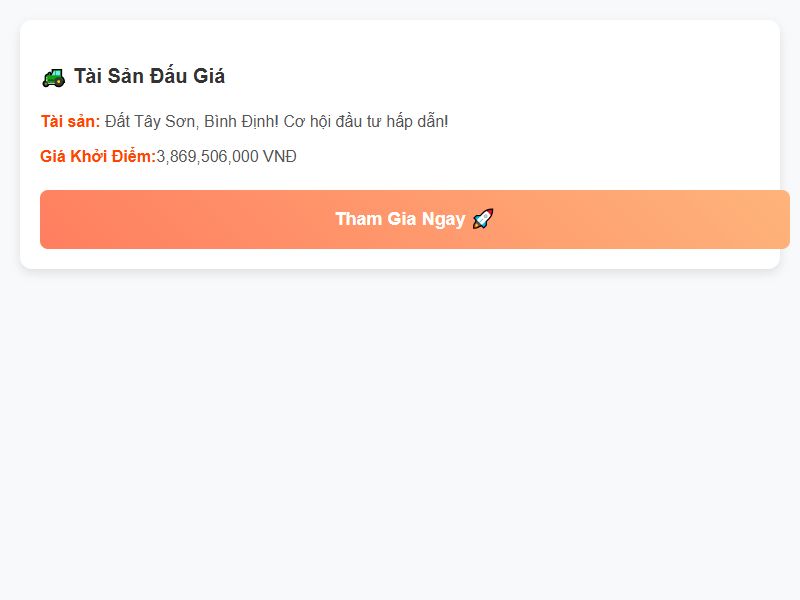 Tài Sản Đấu Giá
Tài sản: Đất Tây Sơn, Bình Định! Cơ hội đầu tư hấp dẫn!
Giá Khởi Điểm:3,869,506,000 VNĐ
Tham Gia Ngay